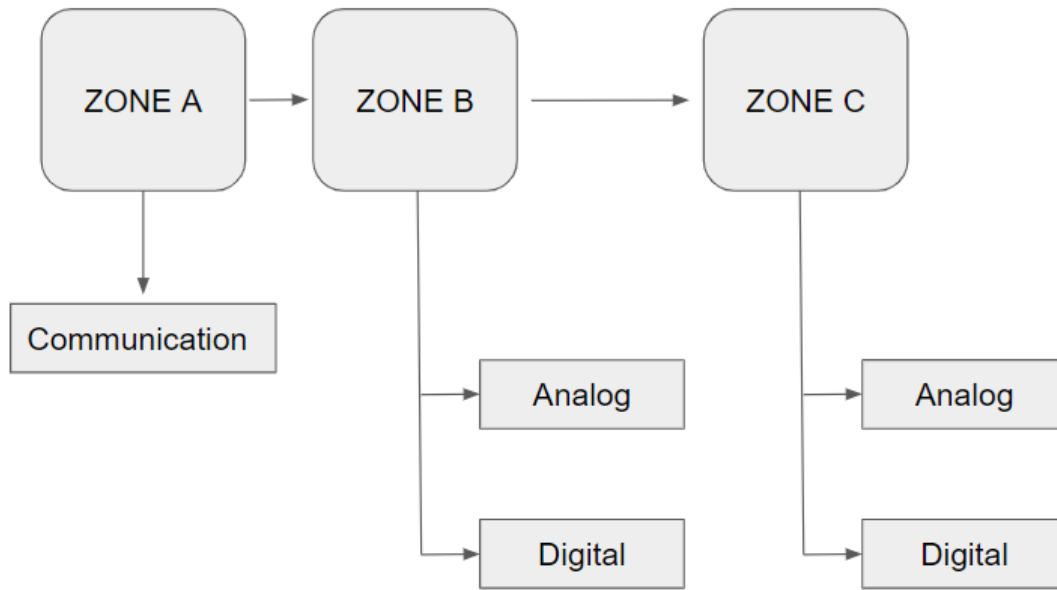 ZONE A
ZONE B
ZONE C
Communication
Analog
Analog
Digital
Digital